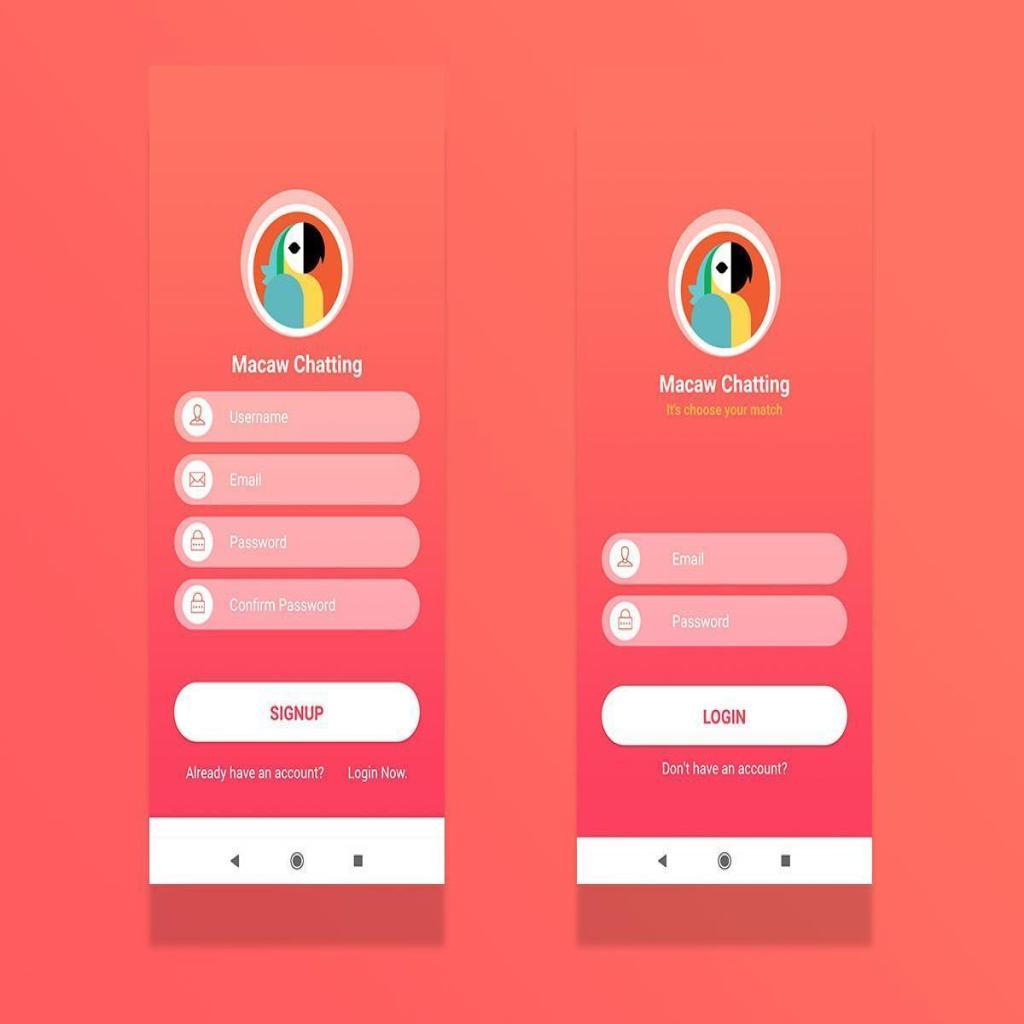 Macaw Chatting
Username
Email
Password
Confirm Password
SIGNUP
Already have an account? Login Now.
Macaw Chatting
It's choose your match
Email
Password
LOGIN
Don't have an account?